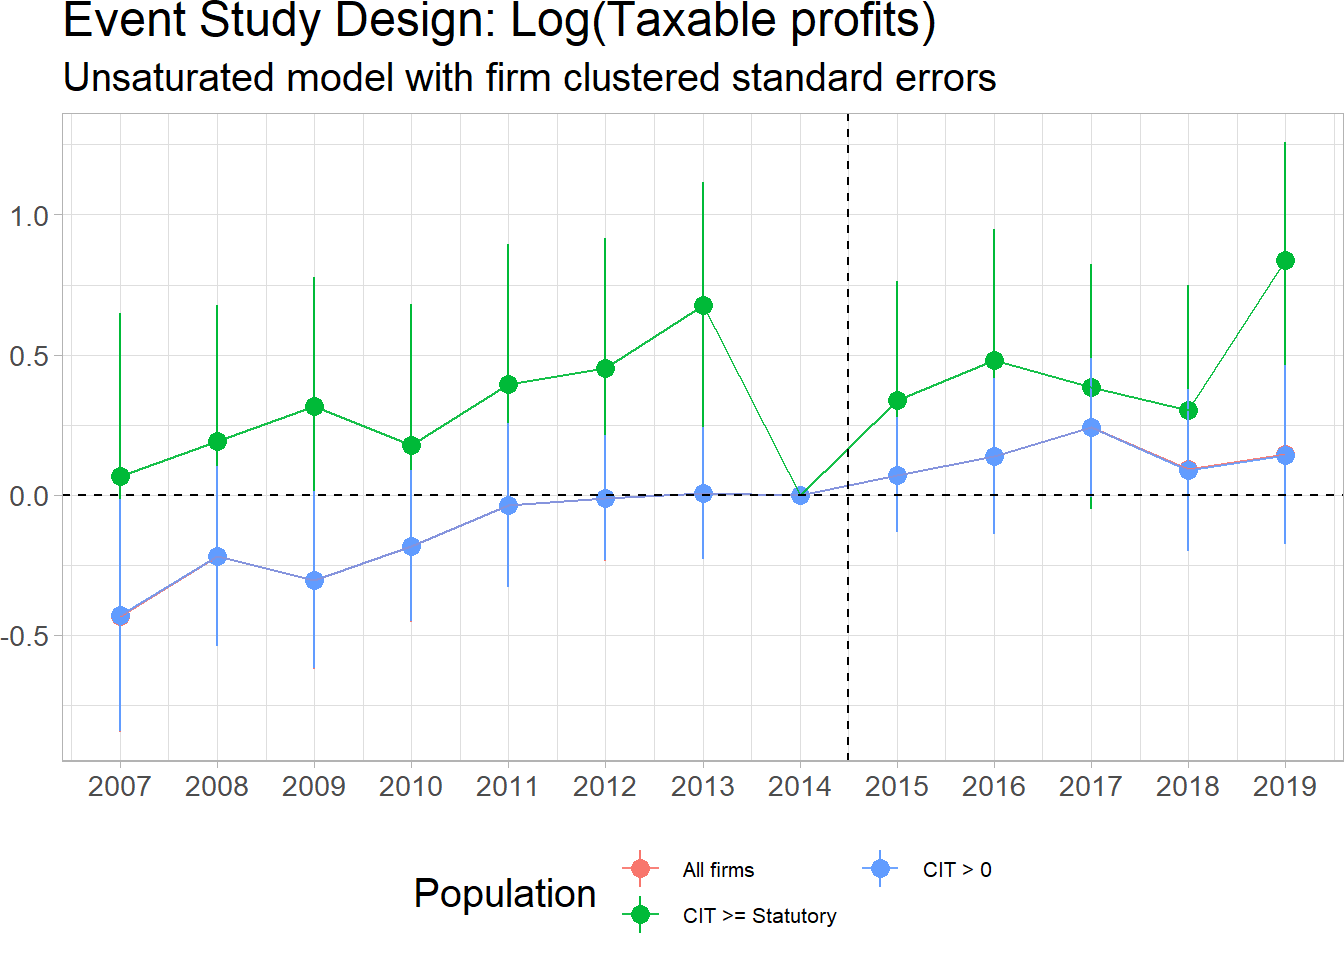 Event Study Design: Log(Taxable profits)
Unsaturated model with firm clustered standard errors
1.0
0.5
0.0
-0.5
2007 2008 2009 2010 2011 2012 2013 2014 2015 2016 2017 2018 2019
Population
All firms
CIT > 0
CIT >= Statutory